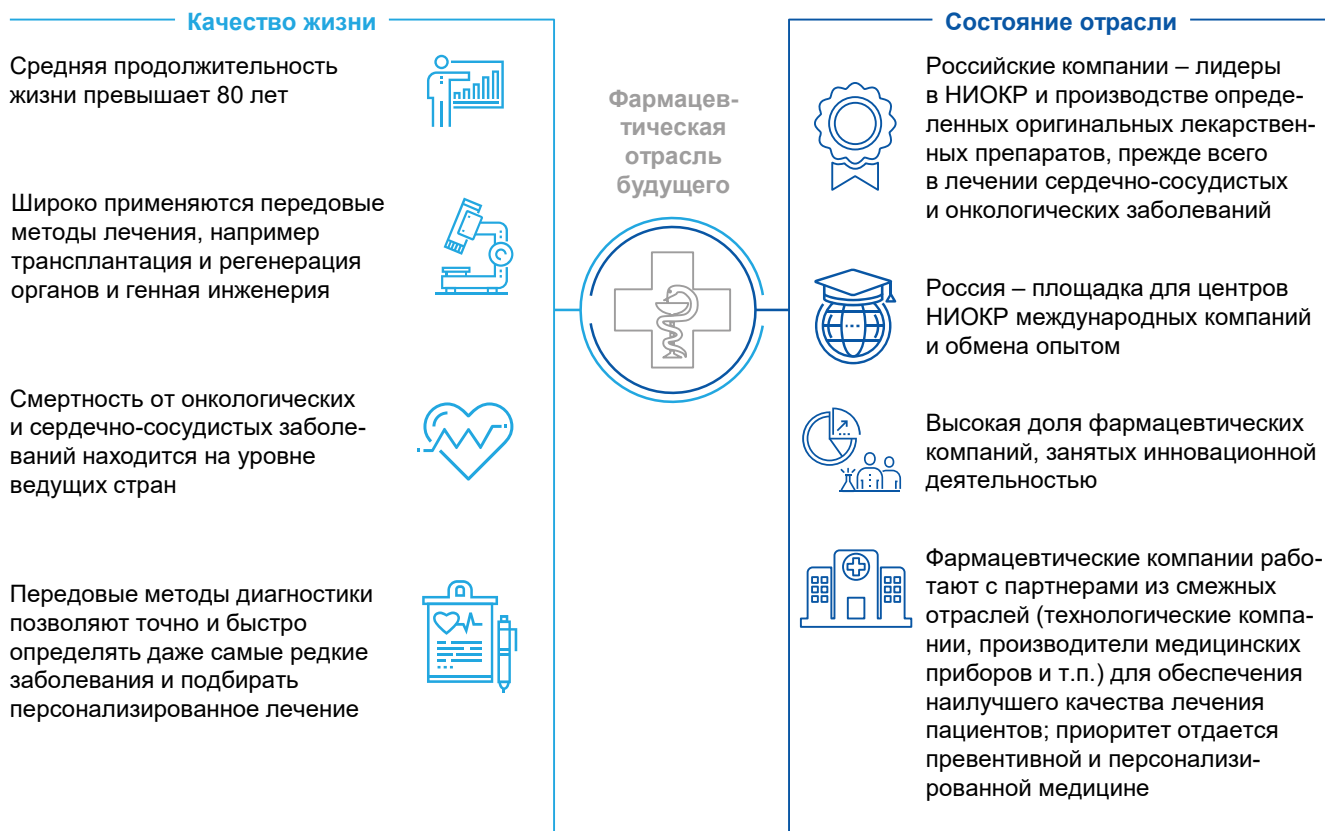 Качество жизни
Средняя продолжительность
жизни превышает 80 лет
Широко применяются передовые
методы лечения, например
трансплантация и регенерация
органов и генная инженерия
Смертность от онкологических
и сердечно-сосудистых заболе-
ваний находится на уровне
ведущих стран
Передовые методы диагностики
позволяют точно и быстро
определять даже самые редкие
заболевания и подбирать
персонализированное лечение
Фармацев-
тическая
отрасль
будущего
Состояние отрасли
Российские компании – лидеры
в НИОКР и производстве опреде-
ленных оригинальных лекарствен-
ных препаратов, прежде всего
в лечении сердечно-сосудистых
и онкологических заболеваний
Россия – площадка для центров
НИОКР международных компаний
и обмена опытом
Высокая доля фармацевтических
компаний, занятых инновационной
деятельностью
Фармацевтические компании рабо-
тают с партнерами из смежных
отраслей (технологические компа-
нии, производители медицинских
приборов и т.п.) для обеспечения
наилучшего качества лечения
пациентов; приоритет отдается
превентивной и персонализи-
рованной медицине